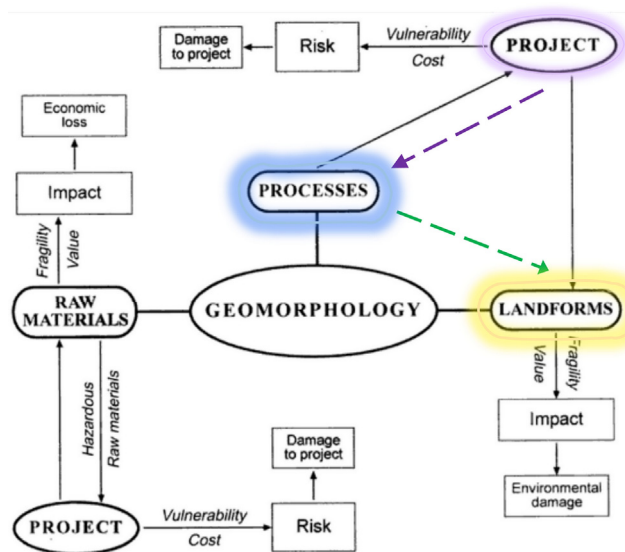 Damage
to project
Risk
Vulnerability
Cost
PROJECT
Economic
loss
Impact
Fragility
Value
PROCESSES
RAW
MATERIALS
GEOMORPHOLOGY
LANDFORMS
Value
Fragility
Impact
Environmental
damage
Hazardous
Raw materials
Damage
to project
PROJECT
Vulnerability
Cost
Risk